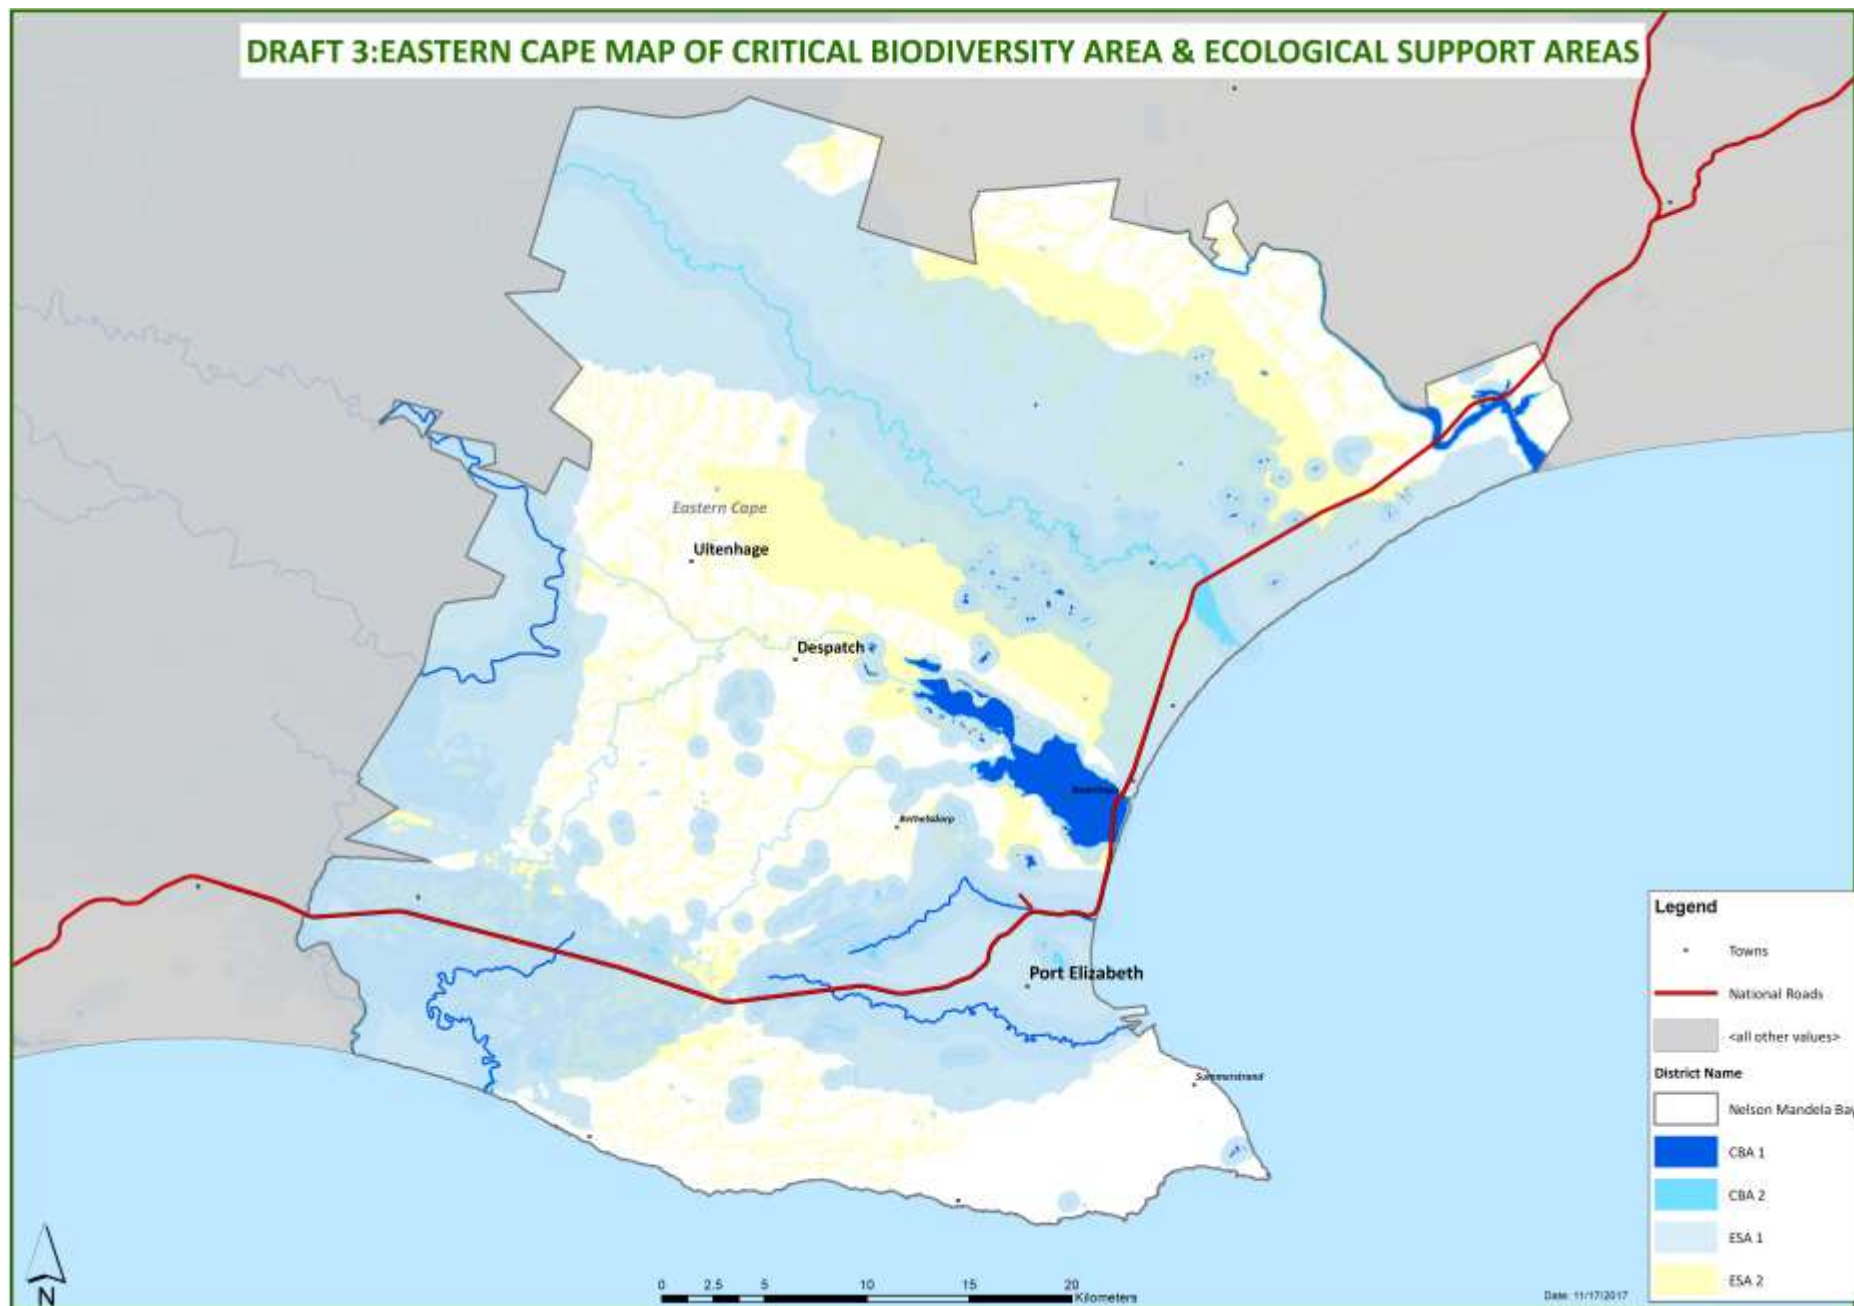 DRAFT 3:EASTERN CAPE MAP OF CRITICAL BIODIVERSITY AREA & ECOLOGICAL SUPPORT AREAS
Eastern Cape
Uitenhage
Despatch
Bethelsdorp
Port Elizabeth
Summerstrand
Legend
Towns
National Roads
<all other values>
District Name
Nelson Mandela Bay
CBA 1
CBA 2
ESA 1
ESA 2
N
0 2.5 5 10 15 20
Kilometers
Date: 11/17/2017